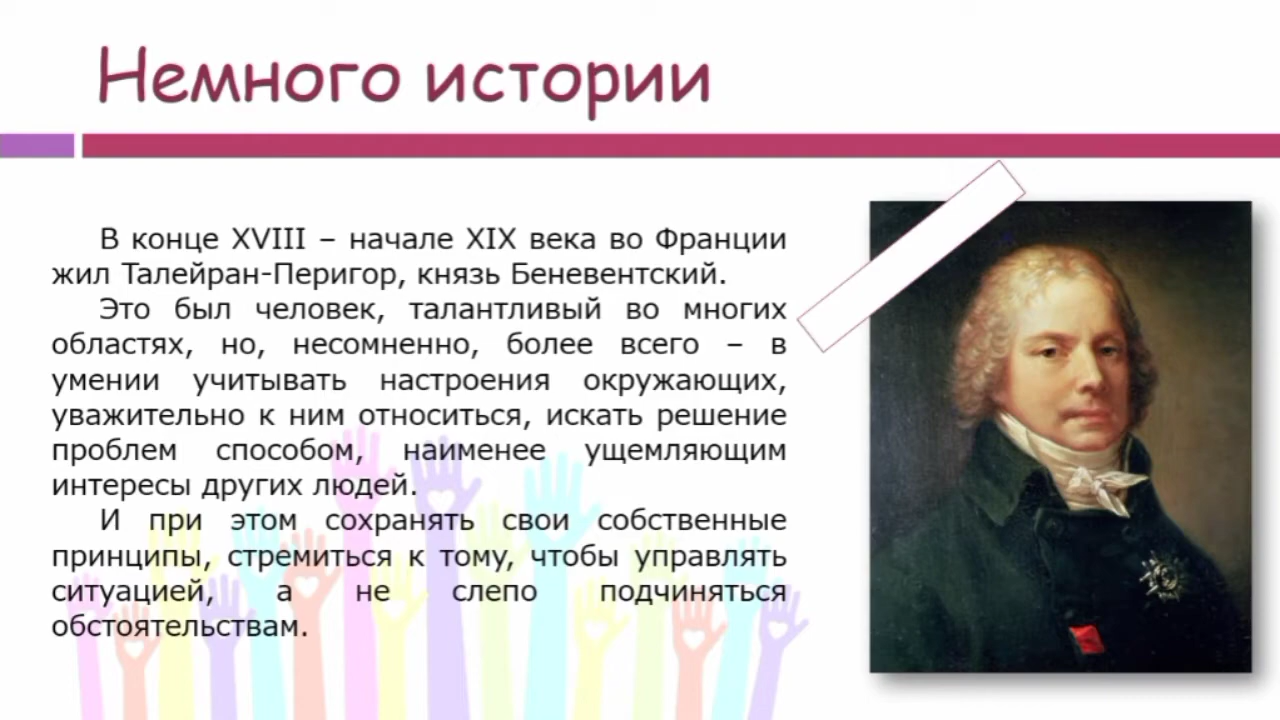 Немного истории
В конце XVIII – начале XIX века во Франции
жил Талейран-Перигор, князь Беневентский.
Это был человек, талантливый во многих
областях, но, несомненно, более всего – в
умении учитывать настроения окружающих,
уважительно к ним относиться, искать решение
проблем способом, наименее ущемляющим
интересы других людей.
И при этом сохранять свои собственные
принципы, стремиться к тому, чтобы управлять
ситуацией, а не слепо подчиняться
обстоятельствам.